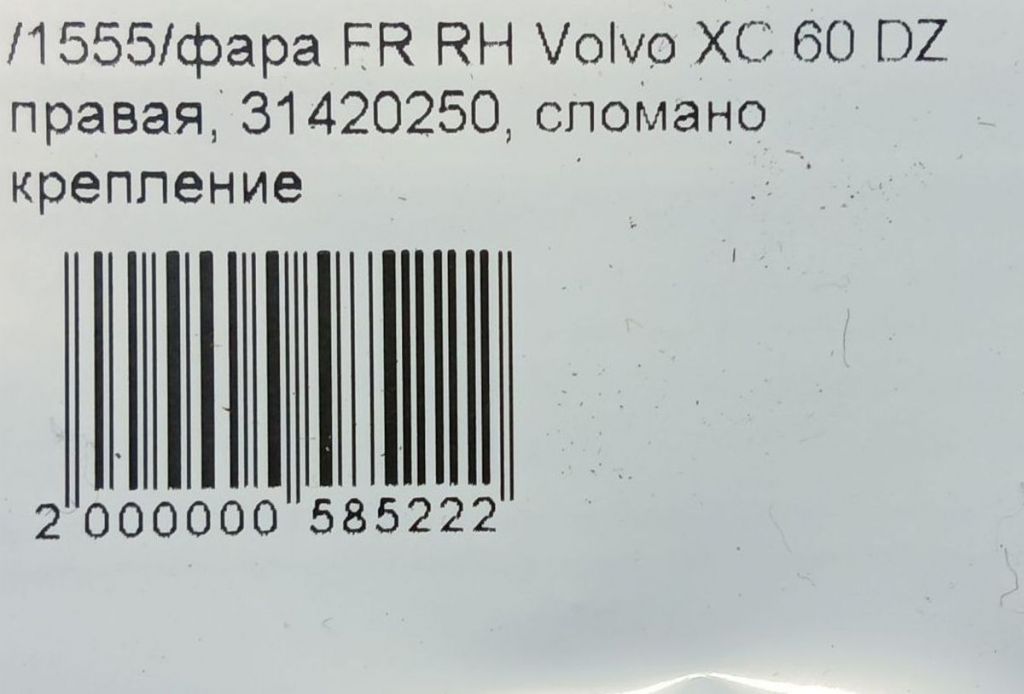 /1555/фара FR RH Volvo XC 60 DZ
правая, 31420250, сломано
крепление
2 000000 585222